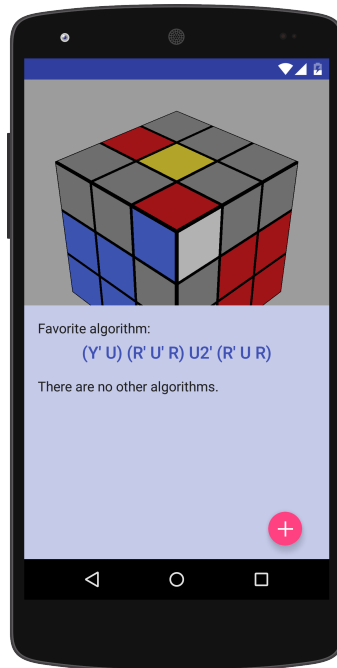 Favorite algorithm:
(Y' U) (R' U' R) U2' (R' U R)
There are no other algorithms.